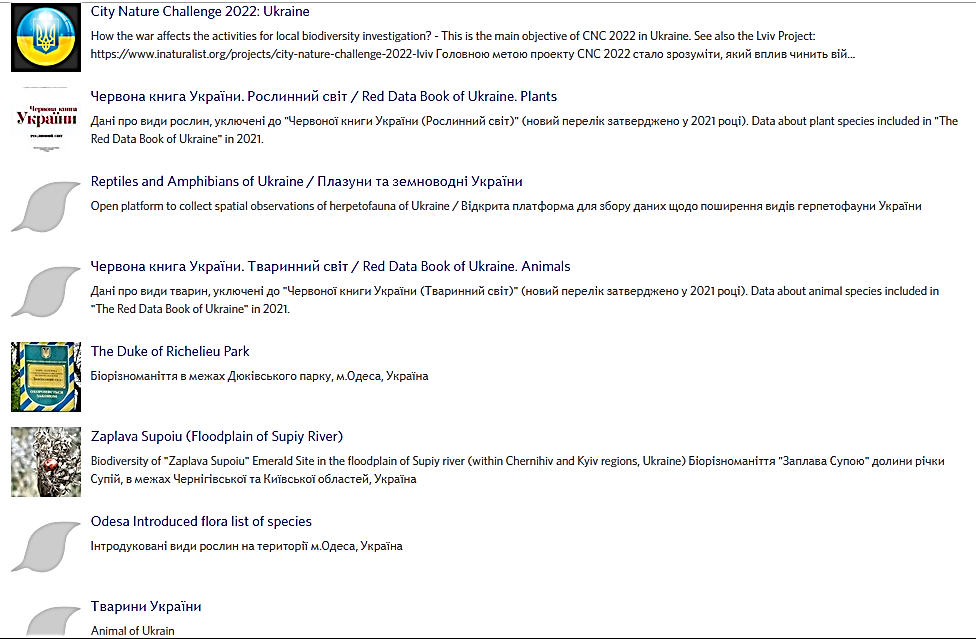 City Nature Challenge 2022: Ukraine
How the war affects the activities for local biodiversity investigation? - This is the main objective of CNC 2022 in Ukraine. See also the Lviv Project:
https://www.inaturalist.org/projects/city-nature-challenge-2022-lviv Головною метою проекту CNC 2022 стало зрозуміти, який вплив чинить вій...
Червона книга
України
Червона книга України. Рослинний світ / Red Data Book of Ukraine. Plants
Дані про види рослин, уключені до "Червоної книги України (Рослинний світ)" (новий перелік затверджено у 2021 році). Data about plant species included in "The
Red Data Book of Ukraine" in 2021.
Reptiles and Amphibians of Ukraine / Плазуни та земноводні України
Open platform to collect spatial observations of herpetofauna of Ukraine / Відкрита платформа для збору даних щодо поширення видів герпетофауни України
Червона книга України. Тваринний світ / Red Data Book of Ukraine. Animals
Дані про види тварин, уключені до "Червоної книги України (Тваринний світ)" (новий перелік затверджено у 2021 році). Data about animal species included in
"The Red Data Book of Ukraine" in 2021.
The Duke of Richelieu Park
Біорізноманіття в межах Дюківського парку, м.Одеса, Україна
Zaplava Supoiu (Floodplain of Supiy River)
Biodiversity of "Zaplava Supoiu" Emerald Site in the floodplain of Supiy river (within Chernihiv and Kyiv regions, Ukraine) Біорізноманіття "Заплава Супою" долини річки
Супій, в межах Чернігівської та Київської областей, Україна
Odesa Introduced flora list of species
Інтродуковані види рослин на території м.Одеса, Україна
Тварини України
Animal of Ukrain